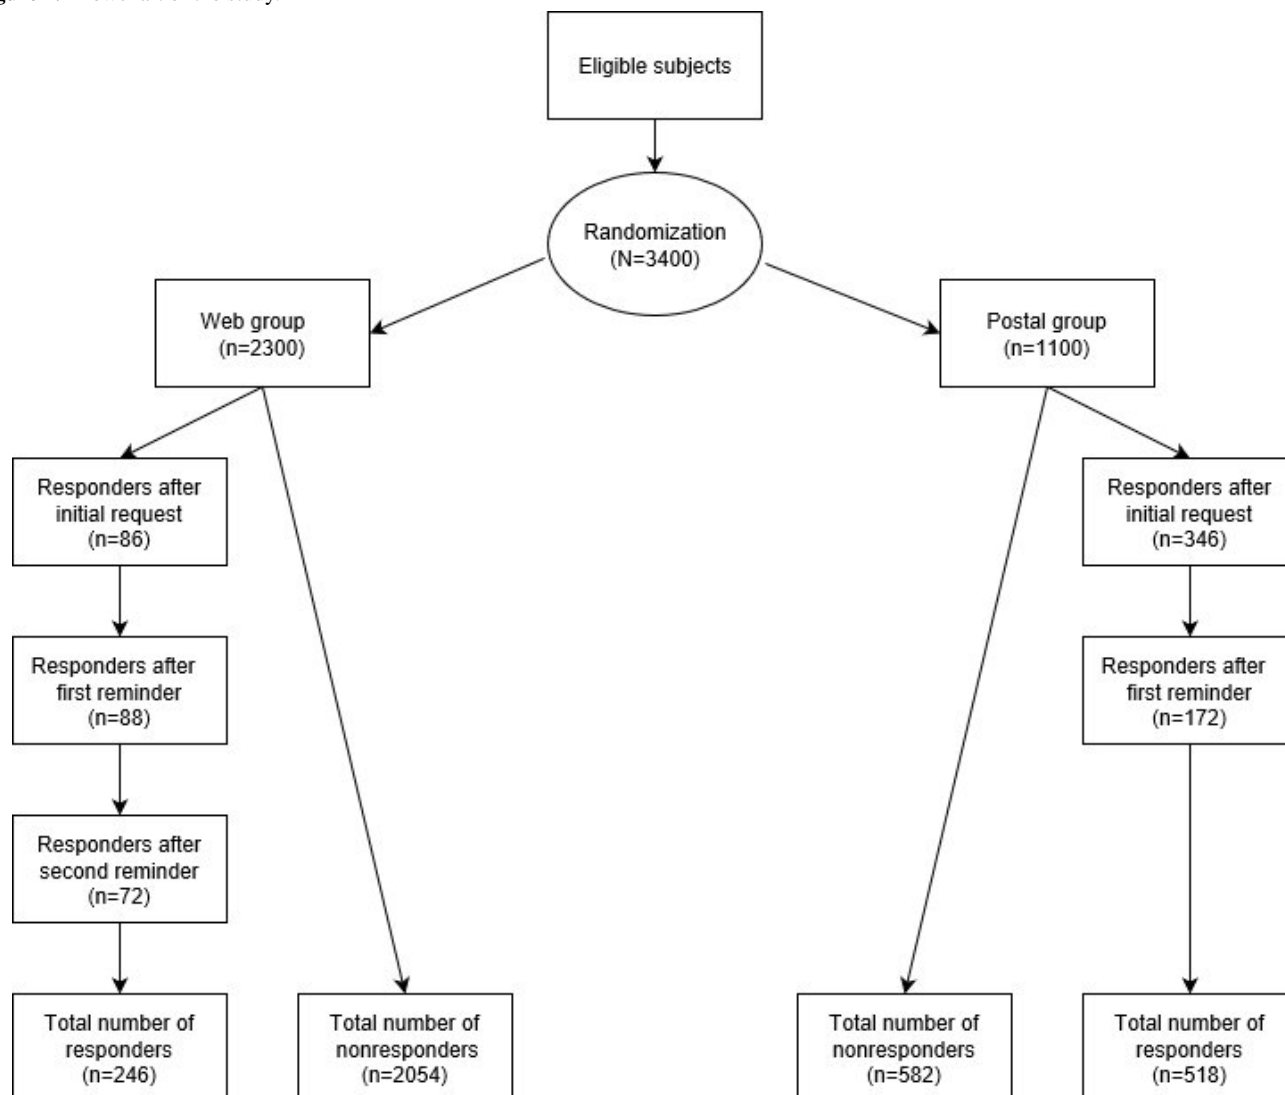 Eligible subjects
Randomization
(N=3400)
Web group
(n=2300)
Postal group
(n=1100)
Responders after
initial request
(n=86)
Responders after
initial request
(n=346)
Responders after
first reminder
(n=88)
Responders after
first reminder
(n=172)
Responders after
second reminder
(n=72)
Total number of
responders
(n=246)
Total number of
nonresponders
(n=2054)
Total number of
nonresponders
(n=582)
Total number of
responders
(n=518)